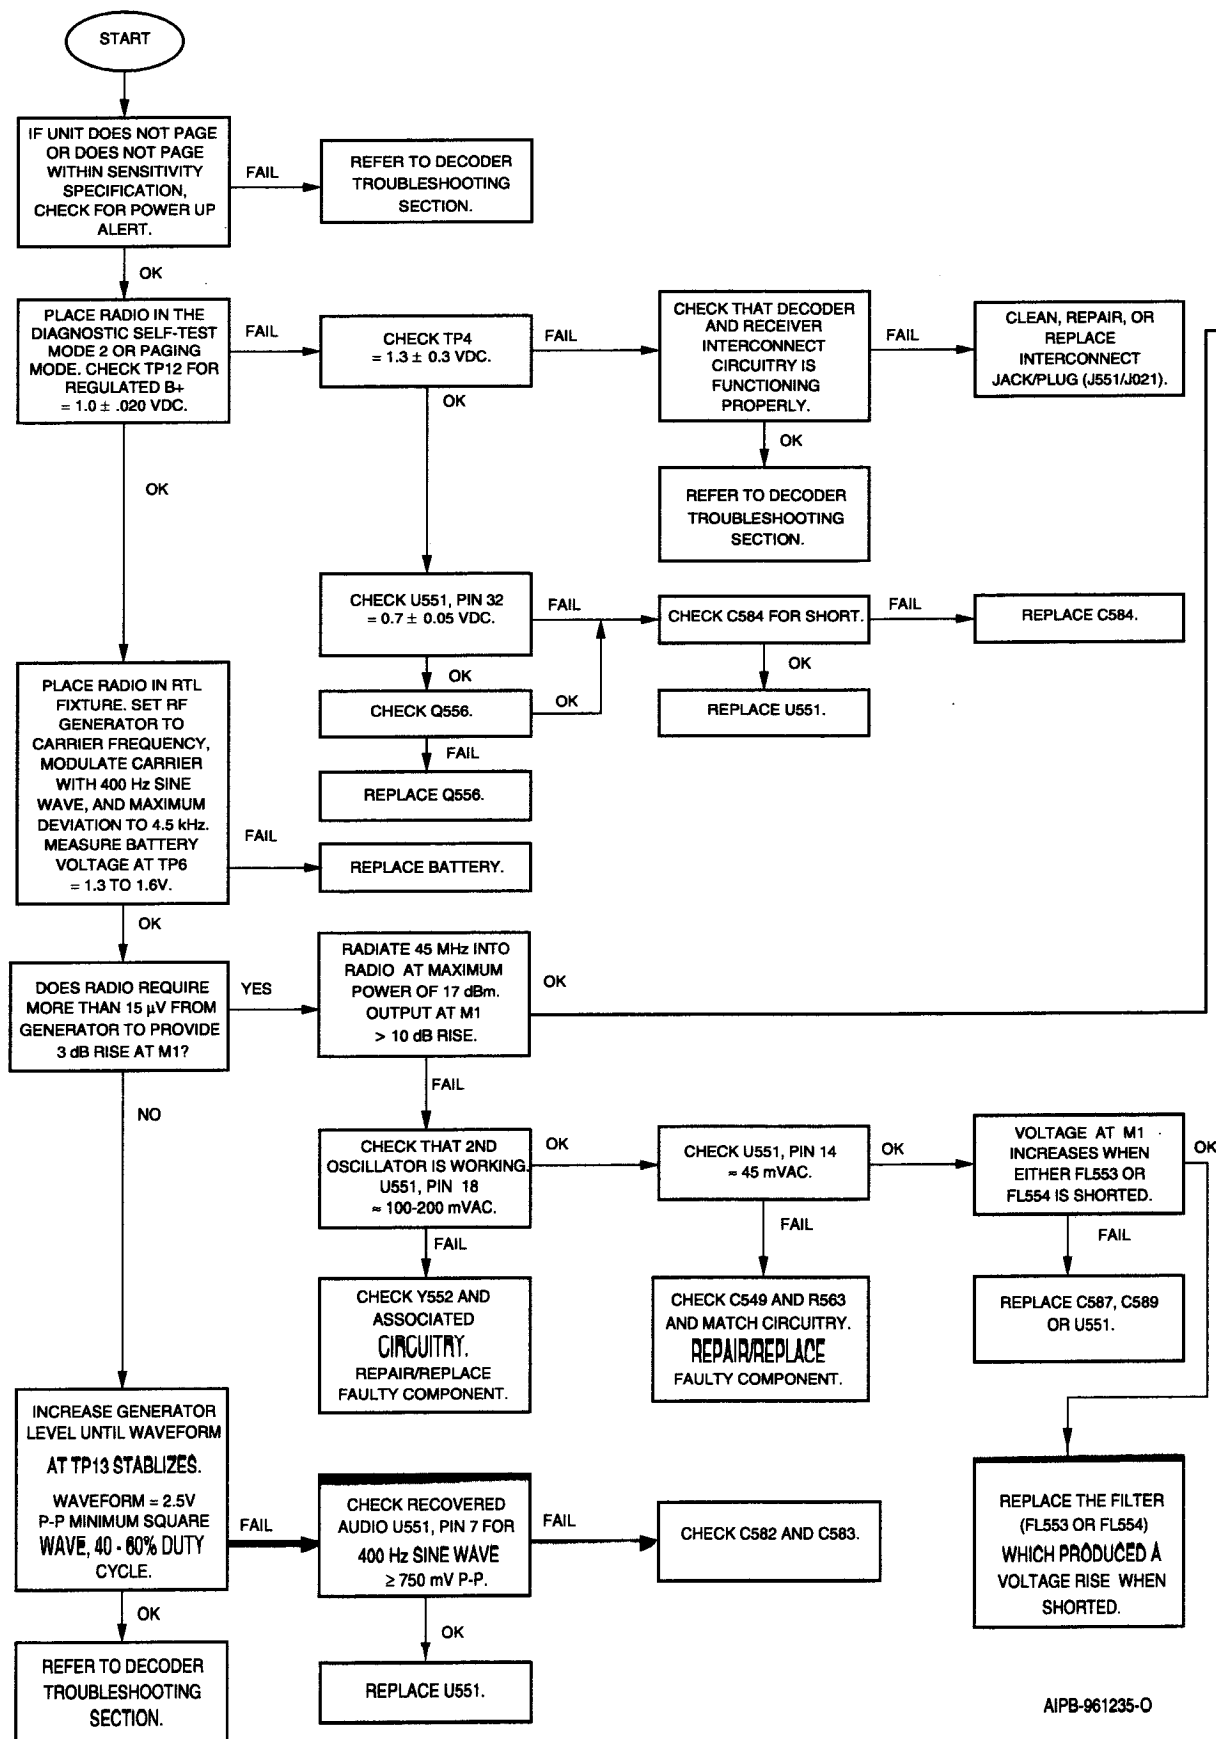 START
IF UNIT DOES NOT PAGE
OR DOES NOT PAGE
WITHIN SENSITIVITY
SPECIFICATION,
CHECK FOR POWER UP
ALERT.
FAIL
REFER TO DECODER
TROUBLESHOOTING
SECTION.
OK
PLACE RADIO IN THE
DIAGNOSTIC SELF-TEST
MODE 2 OR PAGING
MODE. CHECK TP12 FOR
REGULATED B+
= 1.0 ± .020 VDC.
FAIL
CHECK TP4
= 1.3 ± 0.3 VDC.
FAIL
CHECK THAT DECODER
AND RECEIVER
INTERCONNECT
CIRCUITRY IS
FUNCTIONING
PROPERLY.
FAIL
CLEAN, REPAIR, OR
REPLACE
INTERCONNECT
JACK/PLUG (J551/J021).
OK
OK
OK
REFER TO DECODER
TROUBLESHOOTING
SECTION.
CHECK U551, PIN 32
= 0.7 ± 0.05 VDC.
FAIL
CHECK C584 FOR SHORT.
FAIL
REPLACE C584.
OK
OK
CHECK Q556.
OK
REPLACE U551.
FAIL
REPLACE Q556.
PLACE RADIO IN RTL
FIXTURE. SET RF
GENERATOR TO
CARRIER FREQUENCY,
MODULATE CARRIER
WITH 400 Hz SINE
WAVE, AND MAXIMUM
DEVIATION TO 4.5 kHz.
MEASURE BATTERY
VOLTAGE AT TP6
= 1.3 TO 1.6V.
FAIL
REPLACE BATTERY.
OK
DOES RADIO REQUIRE
MORE THAN 15 µV FROM
GENERATOR TO PROVIDE
3 dB RISE AT M1?
YES
RADIATE 45 MHz INTO
RADIO AT MAXIMUM
POWER OF 17 dBm.
OUTPUT AT M1
> 10 dB RISE.
OK
FAIL
NO
CHECK THAT 2ND
OSCILLATOR IS WORKING.
U551, PIN 18
≈ 100-200 mVAC.
OK
CHECK U551, PIN 14
≈ 45 mVAC.
OK
VOLTAGE AT M1
INCREASES WHEN
EITHER FL553 OR
FL554 IS SHORTED.
OK
FAIL
FAIL
FAIL
CHECK Y552 AND
ASSOCIATED
CIRCUITRY.
REPAIR/REPLACE
FAULTY COMPONENT.
CHECK C549 AND R563
AND MATCH CIRCUITRY.
REPAIR/REPLACE
FAULTY COMPONENT.
REPLACE C587, C589
OR U551.
INCREASE GENERATOR
LEVEL UNTIL WAVEFORM
AT TP13 STABLIZES.
WAVEFORM = 2.5V
P-P MINIMUM SQUARE
WAVE, 40 - 60% DUTY
CYCLE.
FAIL
CHECK RECOVERED
AUDIO U551, PIN 7 FOR
400 Hz SINE WAVE
≥ 750 mV P-P.
FAIL
CHECK C582 AND C583.
REPLACE THE FILTER
(FL553 OR FL554)
WHICH PRODUCED A
VOLTAGE RISE WHEN
SHORTED.
OK
OK
REFER TO DECODER
TROUBLESHOOTING
SECTION.
REPLACE U551.
AIPB-961235-O